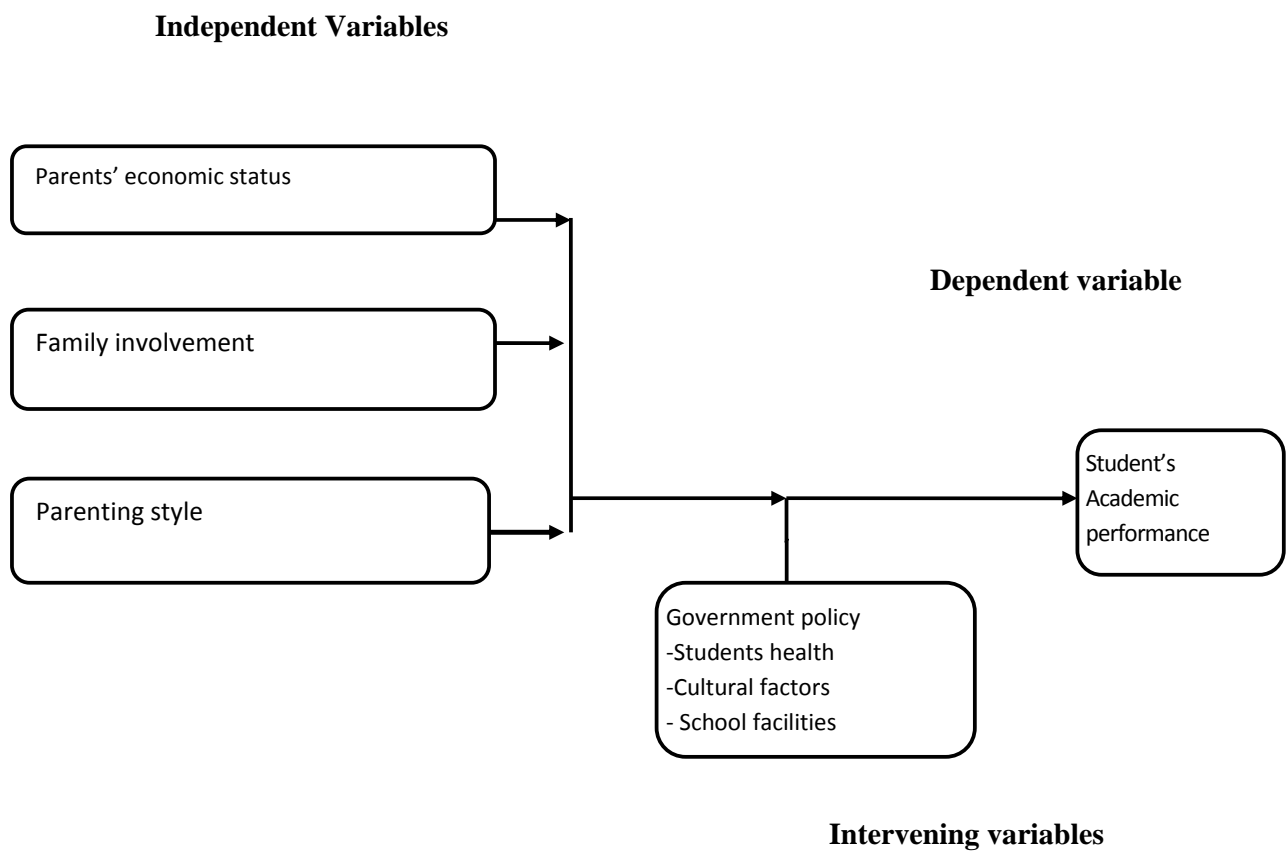 Independent Variables
Parents’ economic status
Family involvement
Parenting style
Dependent variable
Student’s
Academic
performance
Government policy
-Students health
-Cultural factors
- School facilities
Intervening variables